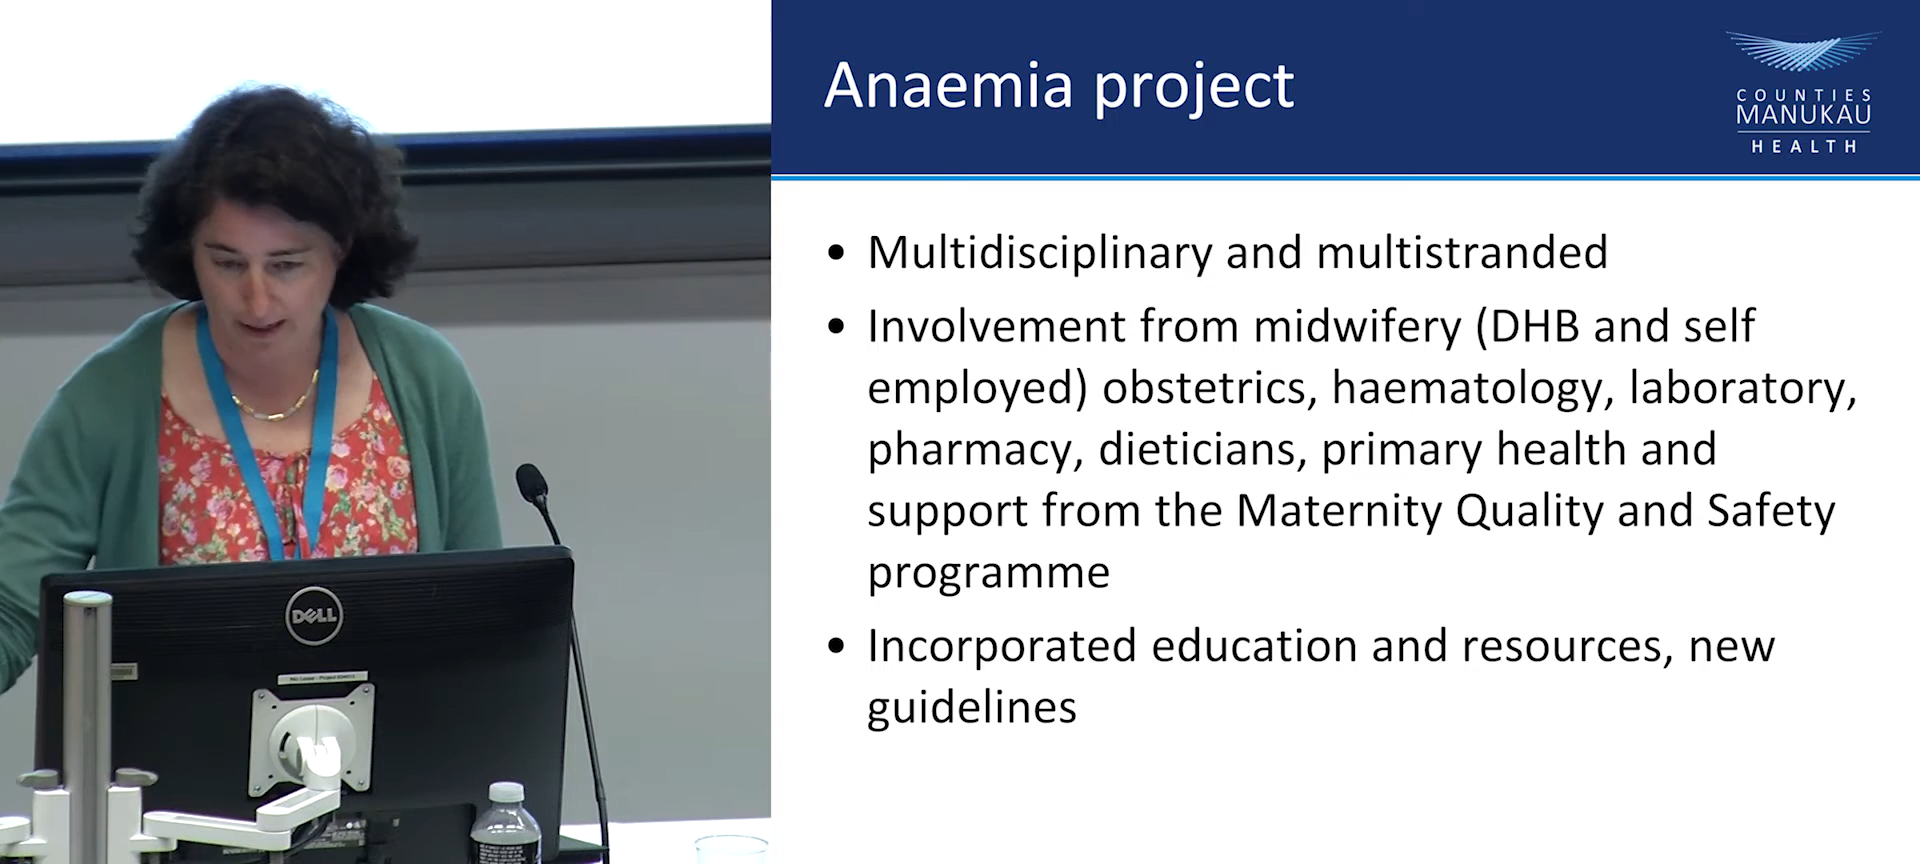 Anaemia project
COUNTIES
MANUKAU
HEALTH
• Multidisciplinary and multistranded
• Involvement from midwifery (DHB and self
employed) obstetrics, haematology, laboratory,
pharmacy, dieticians, primary health and
support from the Maternity Quality and Safety
programme
• Incorporated education and resources, new
guidelines
DELL